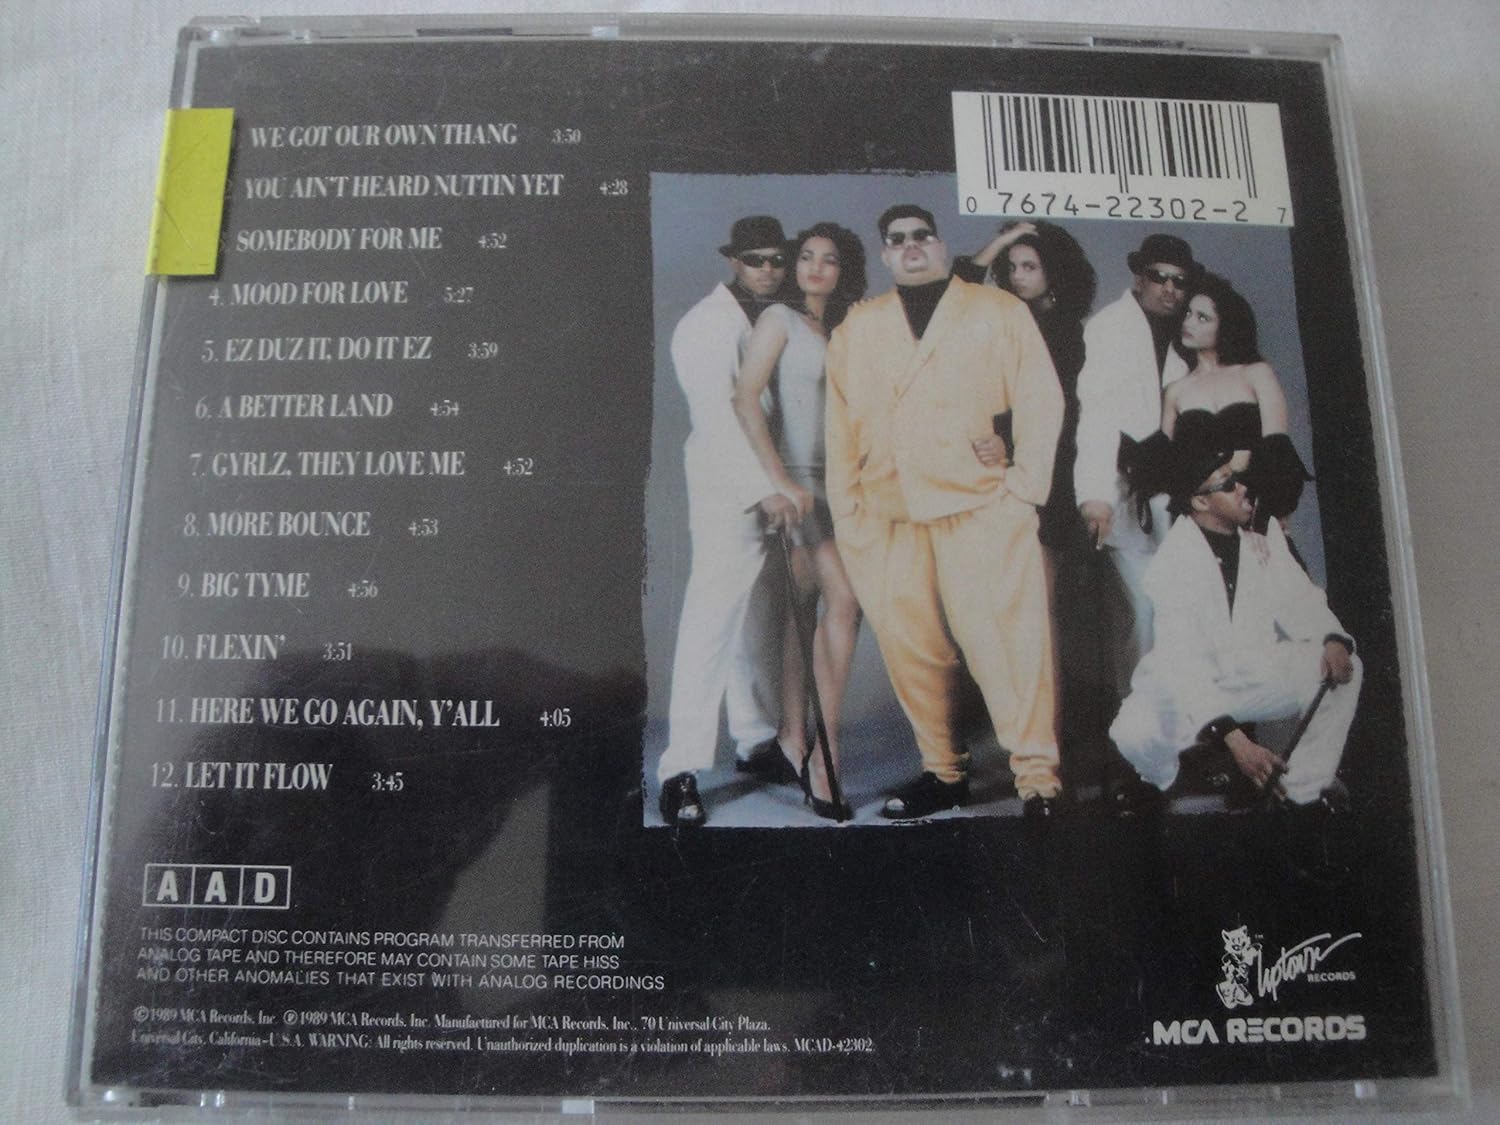 WE GOT OUR OWN THANG 3:50
2. YOU AIN'T HEARD NUTTIN YET 4:28
SOMEBODY FOR ME 4:52
4. MOOD FOR LOVE 5:27
5. EZ DUZ IT, DO IT EZ 3:59
6. A BETTER LAND 4:54
7. GYRLZ, THEY LOVE ME 4:52
8. MORE BOUNCE 4:53
9. BIG TYME 4:56
10. FLEXIN' 3:51
11. HERE WE GO AGAIN, Y'ALL 4:05
12. LET IT FLOW 3:45
0 7674-22302-2 7
AAD
THIS COMPACT DISC CONTAINS PROGRAM TRANSFERRED FROM
ANALOG TAPE AND THEREFORE MAY CONTAIN SOME TAPE HISS
AND OTHER ANOMALIES THAT EXIST WITH ANALOG RECORDINGS
©1989 MCA Records, Inc. ℗1989 MCA Records, Inc. Manufactured for MCA Records, Inc., 70 Universal City Plaza,
Universal City, California-U.S.A. WARNING: All rights reserved. Unauthorized duplication is a violation of applicable laws. MCAD-42302
Uptown ™
RECORDS
.MCA RECORDS